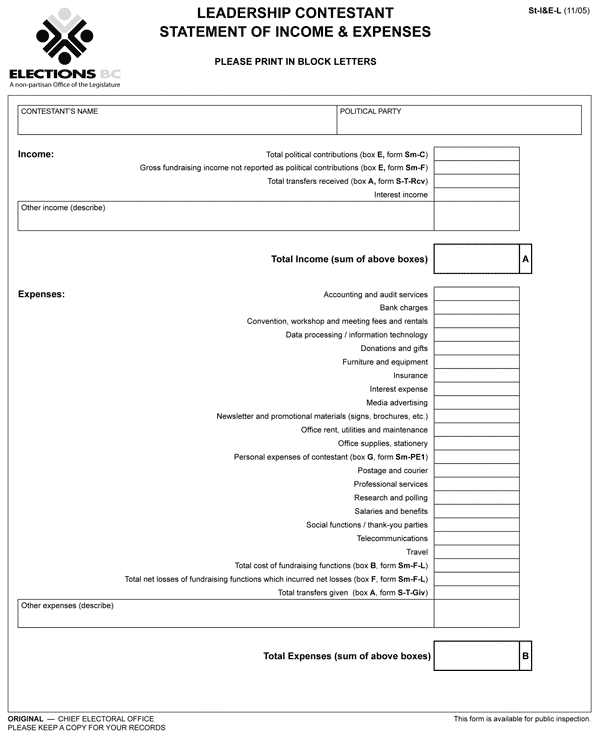 LEADERSHIP CONTESTANT
St-I&E-L (11/05)
STATEMENT OF INCOME & EXPENSES
PLEASE PRINT IN BLOCK LETTERS
ELECTIONS BC
A non-partisan Office of the Legislature
CONTESTANT'S NAME
POLITICAL PARTY
Income:
Total political contributions (box E, form Sm-C)
Gross fundraising income not reported as political contributions (box E, form Sm-F)
Total transfers received (box A, form S-T-Rcv)
Interest income
Other income (describe)
Total Income (sum of above boxes)
A
Expenses:
Accounting and audit services
Bank charges
Convention, workshop and meeting fees and rentals
Data processing / information technology
Donations and gifts
Furniture and equipment
Insurance
Interest expense
Media advertising
Newsletter and promotional materials (signs, brochures, etc.)
Office rent, utilities and maintenance
Office supplies, stationery
Personal expenses of contestant (box G, form Sm-PE1)
Postage and courier
Professional services
Research and polling
Salaries and benefits
Social functions / thank-you parties
Telecommunications
Travel
Total cost of fundraising functions (box B, form Sm-F-L)
Total net losses of fundraising functions which incurred net losses (box F, form Sm-F-L)
Total transfers given (box A, form S-T-Giv)
Other expenses (describe)
Total Expenses (sum of above boxes)
B
ORIGINAL — CHIEF ELECTORAL OFFICE
PLEASE KEEP A COPY FOR YOUR RECORDS
This form is available for public inspection.